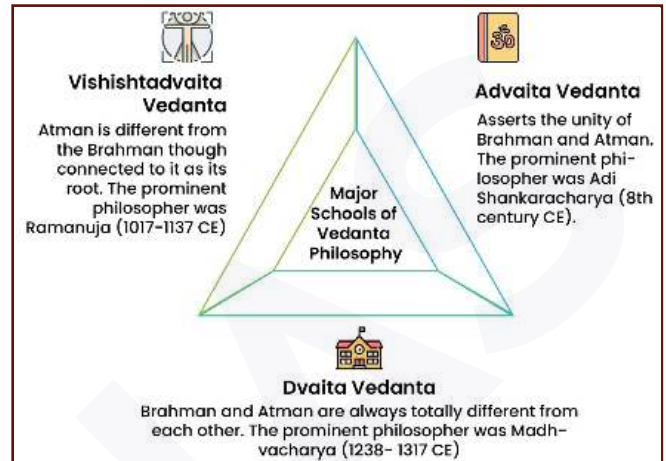 Vishishtadvaita
Vedanta
Atman is different from
the Brahman though
connected to it as its
root. The prominent
philosopher was
Ramanuja (1017-1137 CE)
ॐ
Advaita Vedanta
Asserts the unity of
Brahman and Atman.
The prominent phi-
losopher was Adi
Shankaracharya (8th
century CE).
Major
Schools of
Vedanta
Philosophy
Dvaita Vedanta
Brahman and Atman are always totally different from
each other. The prominent philosopher was Madh-
vacharya (1238- 1317 CE)